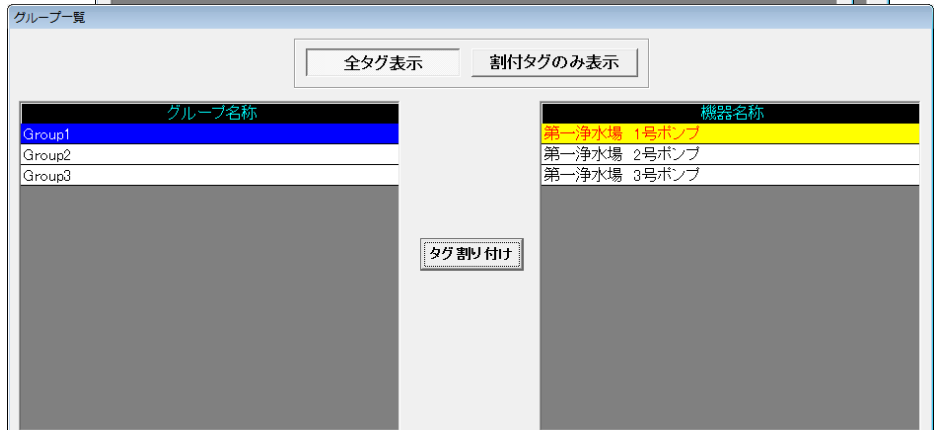 グループ一覧
全タグ表示 割付タグのみ表示
グループ名称
Group1
Group2
Group3
タグ割り付け
機器名称
第一浄水場 1号ポンプ
第一浄水場 2号ポンプ
第一浄水場 3号ポンプ